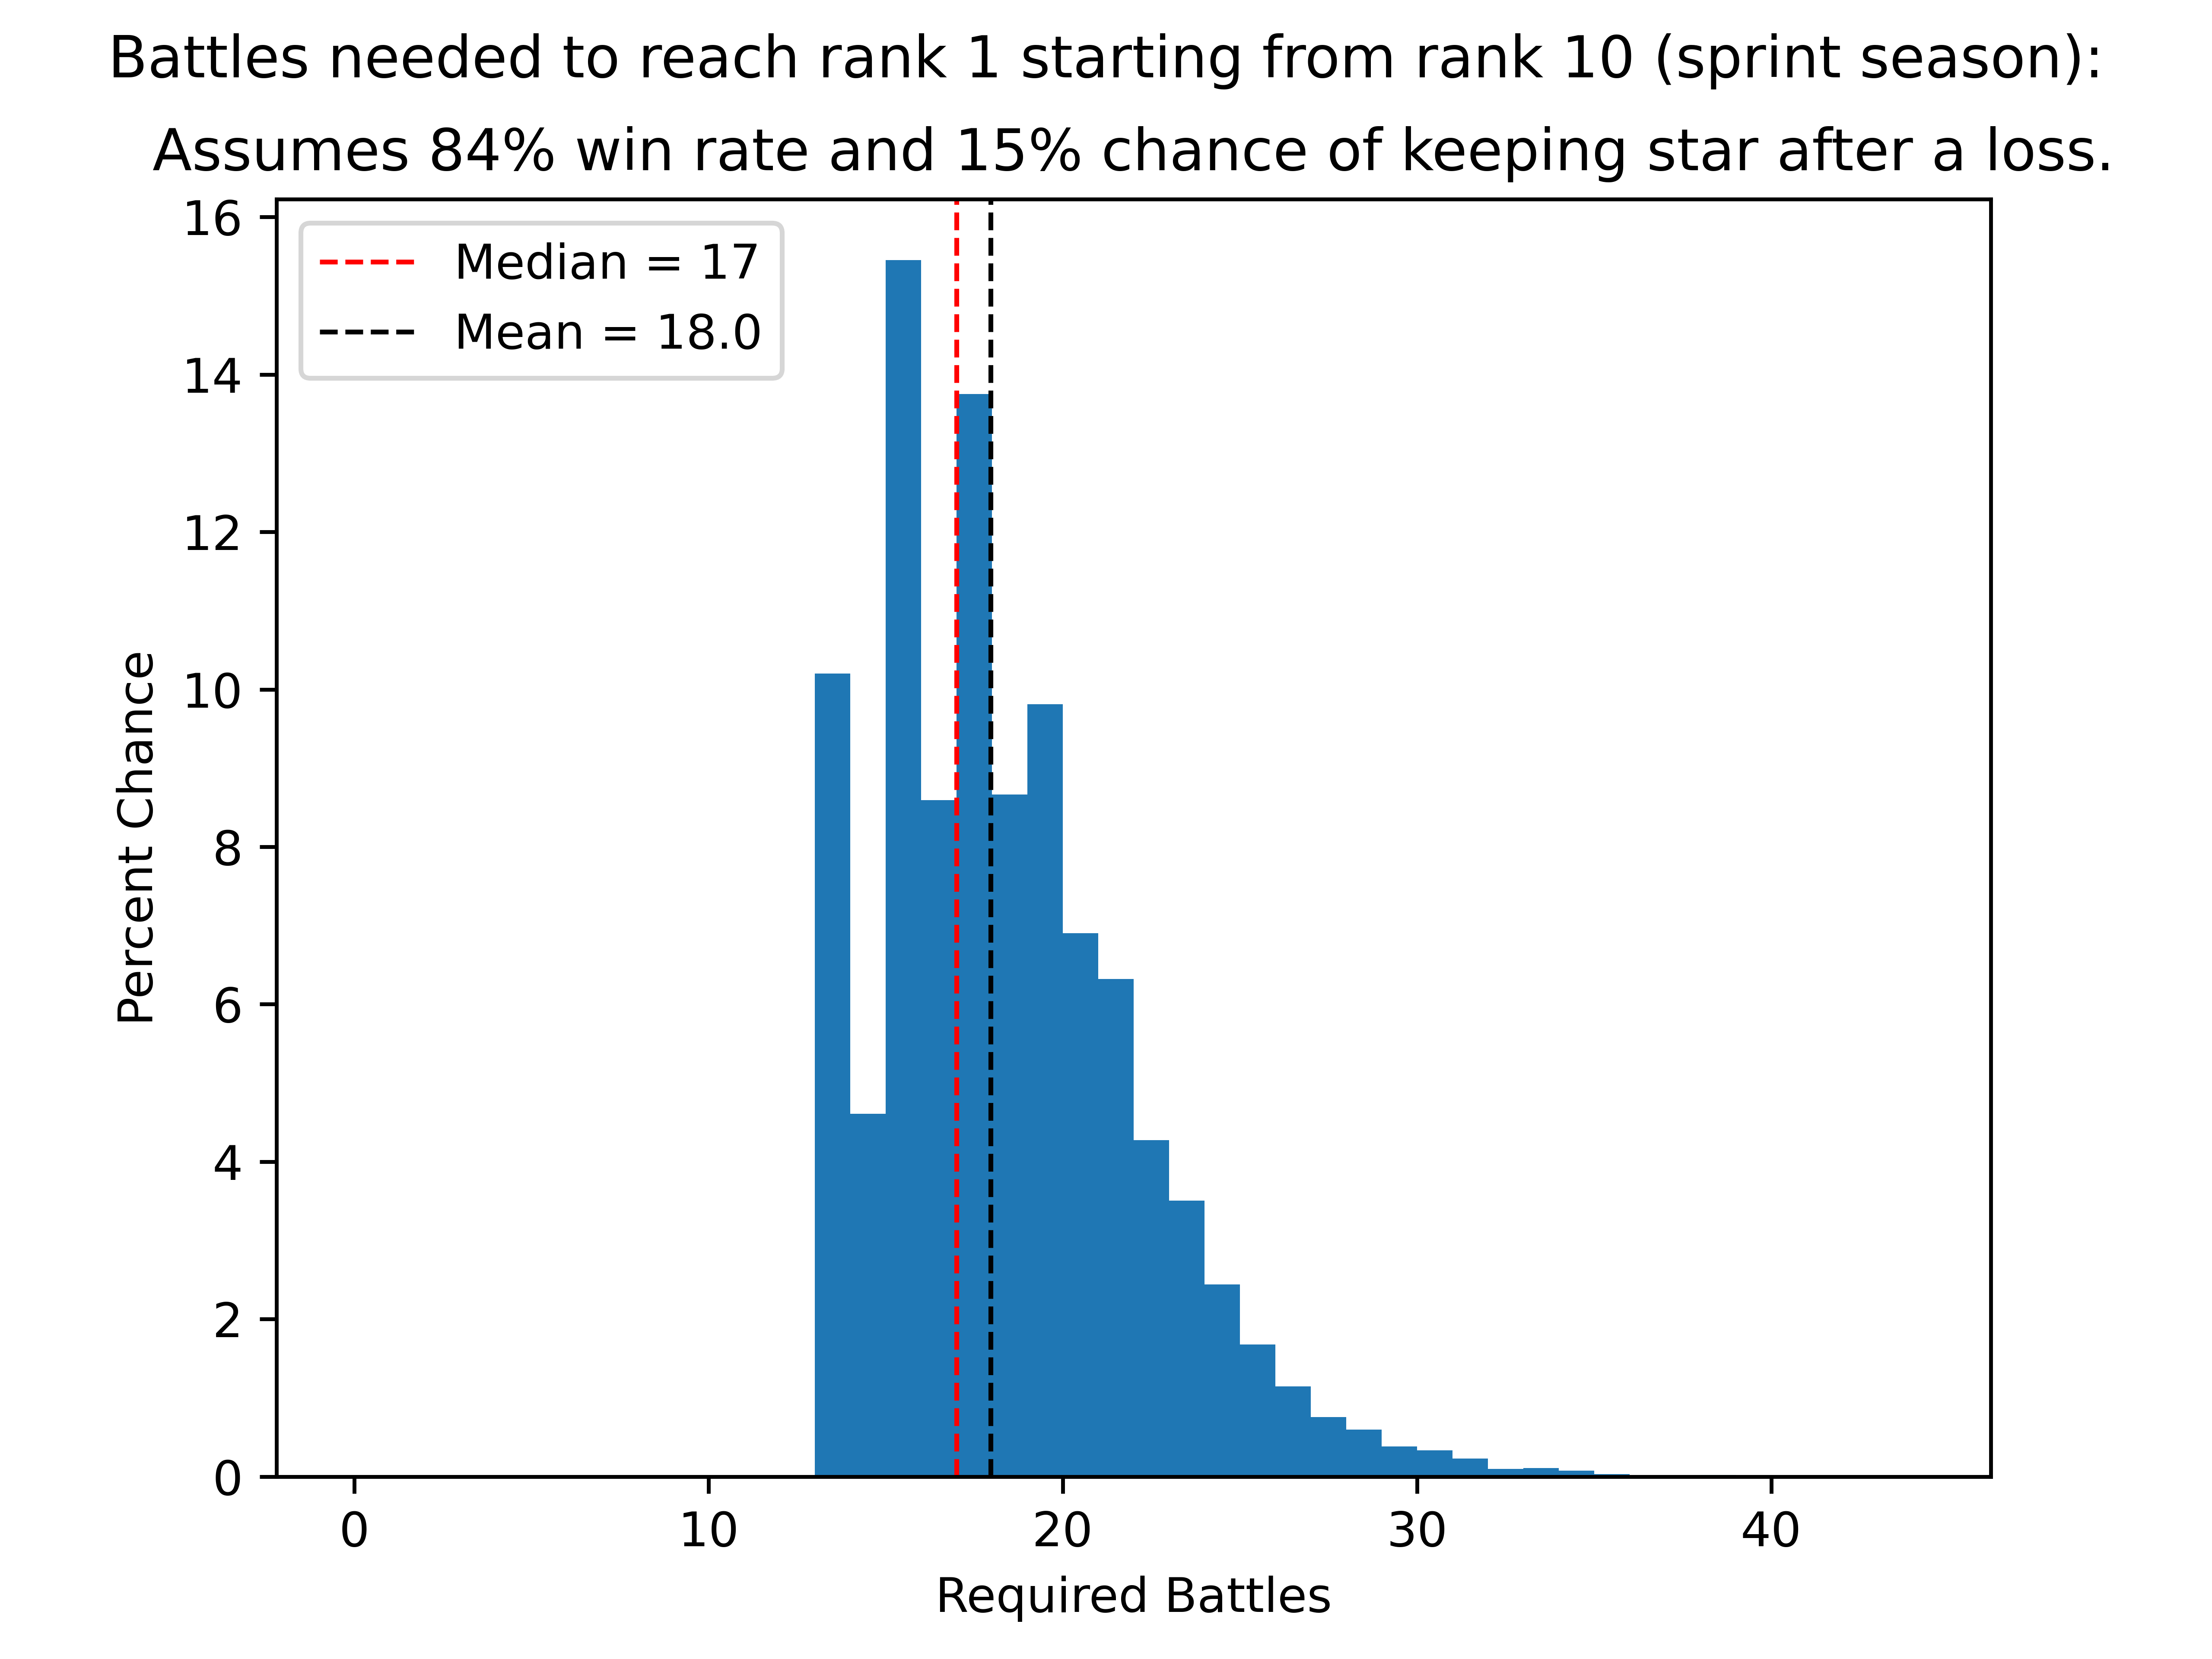 Battles needed to reach rank 1 starting from rank 10 (sprint season):
Assumes 84% win rate and 15% chance of keeping star after a loss.
Median = 17
Mean = 18.0
16
14
12
10
8
6
4
2
0
Percent Chance
0 10 20 30 40
Required Battles